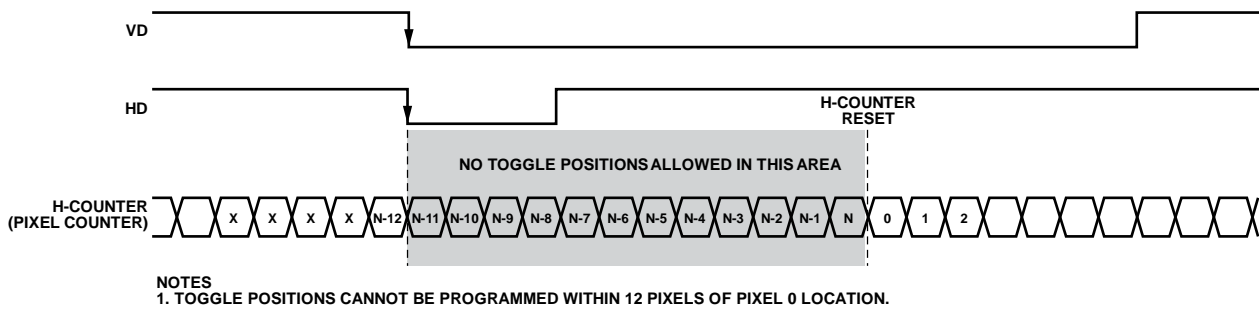 VD
HD
H-COUNTER
RESET
NO TOGGLE POSITIONS ALLOWED IN THIS AREA
H-COUNTER
(PIXEL COUNTER)
X X X X N-12 N-11 N-10 N-9 N-8 N-7 N-6 N-5 N-4 N-3 N-2 N-1 N 0 1 2
NOTES
1. TOGGLE POSITIONS CANNOT BE PROGRAMMED WITHIN 12 PIXELS OF PIXEL 0 LOCATION.